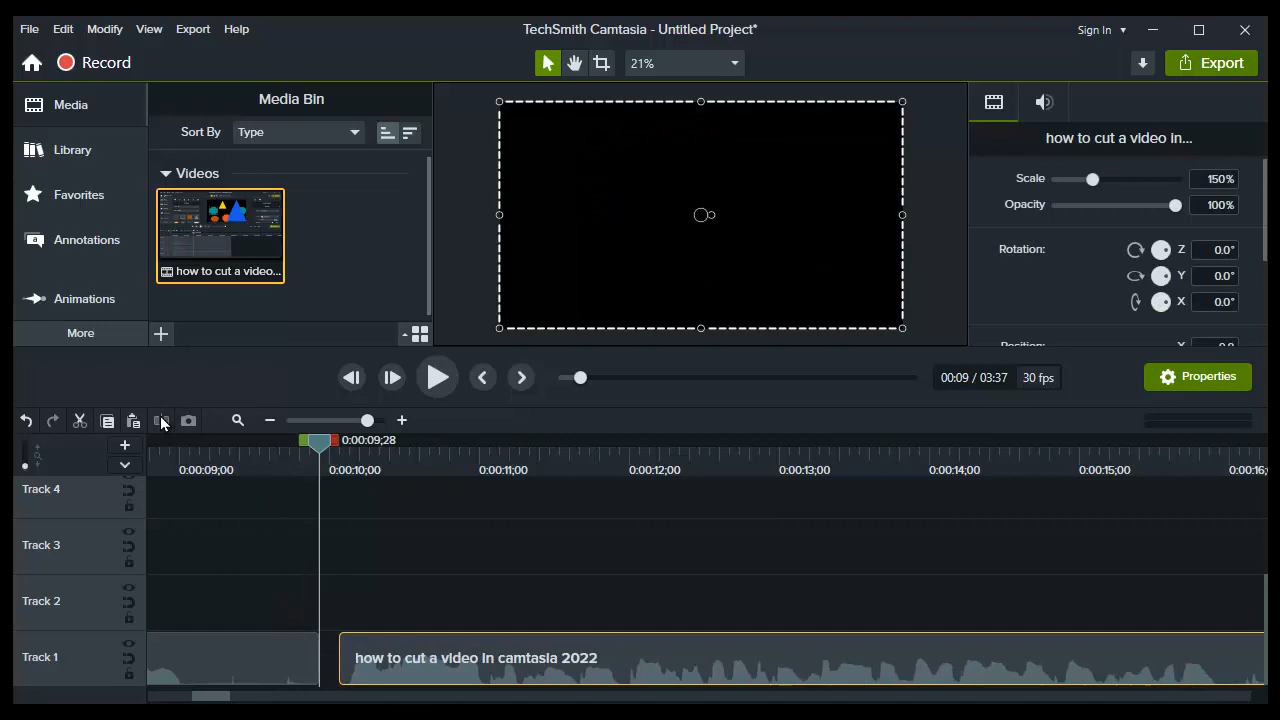 File Edit Modify View Export Help
TechSmith Camtasia - Untitled Project*
Sign In
Record
21%
Export
Media
Library
Favorites
Annotations
Animations
More
Media Bin
Sort By Type
Videos
how to cut a video...
how to cut a video in...
Scale 150%
Opacity 100%
Rotation: Z 0.0°
Y 0.0°
X 0.0°
00:09 / 03:37 30 fps
Properties
0:00:09;28
0:00:09;00 0:00:10;00 0:00:11;00 0:00:12;00 0:00:13;00 0:00:14;00 0:00:15;00 0:00:16;
Track 4
Track 3
Track 2
Track 1
how to cut a video in camtasia 2022